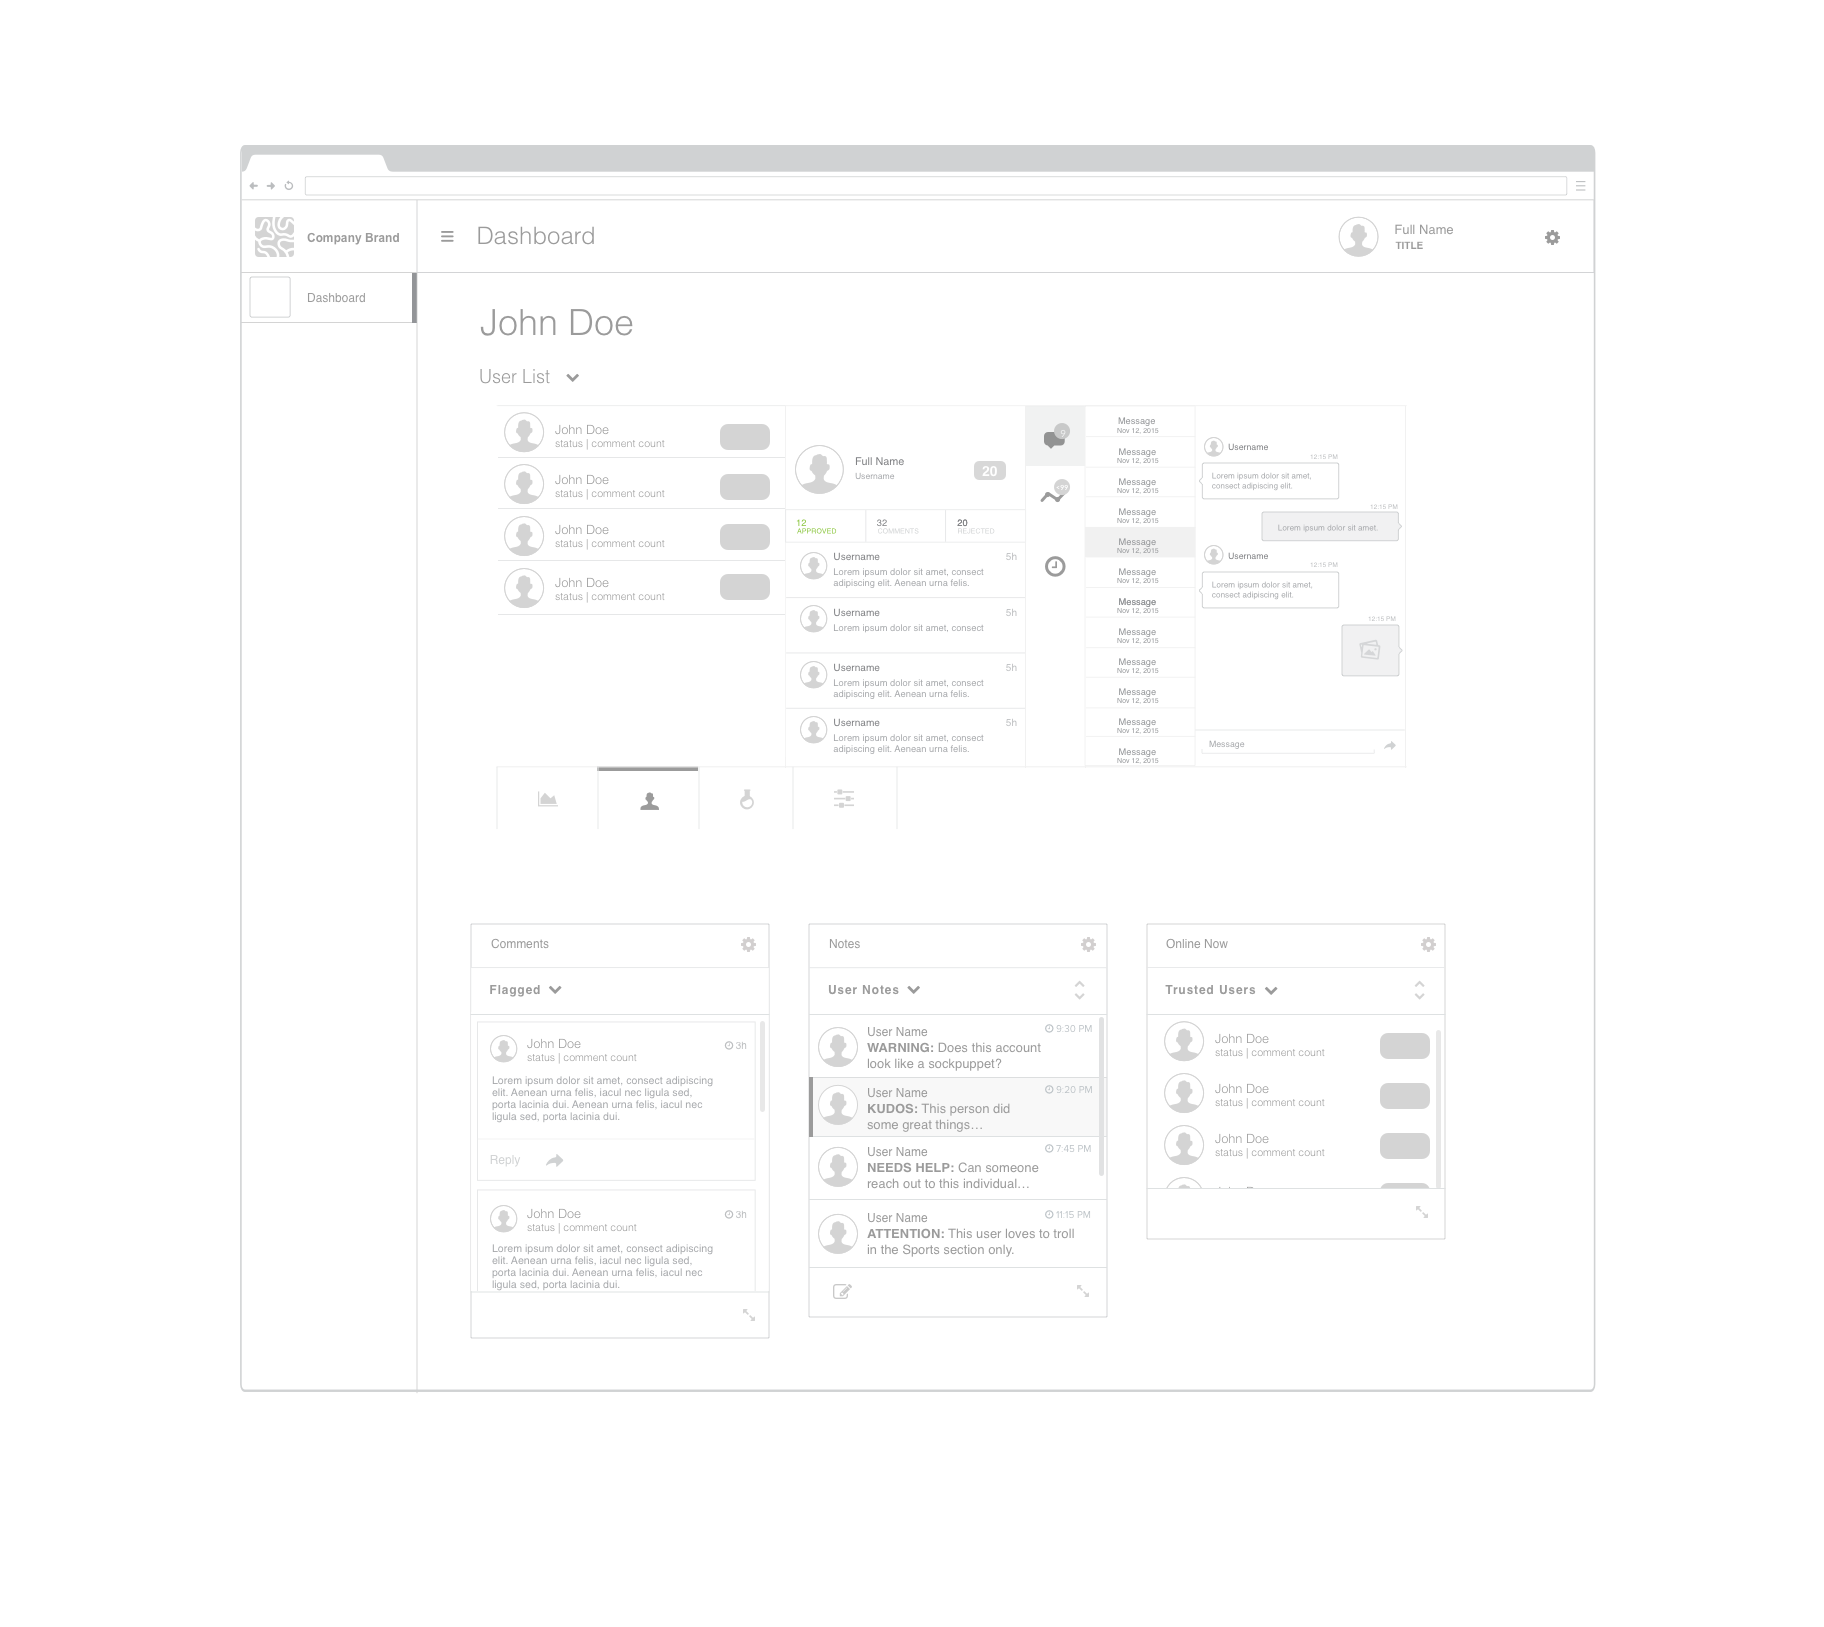 Company Brand
Dashboard
Full Name
TITLE
Dashboard
John Doe
User List
John Doe
status | comment count
John Doe
status | comment count
John Doe
status | comment count
John Doe
status | comment count
Full Name
Username
20
12
APPROVED
32
COMMENTS
20
REJECTED
Username 5h
Lorem ipsum dolor sit amet, consect
adipiscing elit. Aenean urna felis.
Username 5h
Lorem ipsum dolor sit amet, consect
Username 5h
Lorem ipsum dolor sit amet, consect
adipiscing elit. Aenean urna felis.
Username 5h
Lorem ipsum dolor sit amet, consect
adipiscing elit. Aenean urna felis.
Message
Nov 12, 2015
Message
Nov 12, 2015
Message
Nov 12, 2015
Message
Nov 12, 2015
Message
Nov 12, 2015
Message
Nov 12, 2015
Message
Nov 12, 2015
Message
Nov 12, 2015
Message
Nov 12, 2015
Message
Nov 12, 2015
Message
Nov 12, 2015
Message
Nov 12, 2015
Username
12:15 PM
Lorem ipsum dolor sit amet,
consect adipiscing elit.
12:15 PM
Lorem ipsum dolor sit amet.
Username
12:15 PM
Lorem ipsum dolor sit amet,
consect adipiscing elit.
12:15 PM
Message
Comments
Flagged
John Doe
status | comment count
3h
Lorem ipsum dolor sit amet, consect adipiscing
elit. Aenean urna felis, iacul nec ligula sed,
porta lacinia dui. Aenean urna felis, iacul nec
ligula sed, porta lacinia dui.
Reply
John Doe
status | comment count
3h
Lorem ipsum dolor sit amet, consect adipiscing
elit. Aenean urna felis, iacul nec ligula sed,
porta lacinia dui. Aenean urna felis, iacul nec
ligula sed, porta lacinia dui.
Notes
User Notes
User Name 9:30 PM
WARNING: Does this account
look like a sockpuppet?
User Name 9:20 PM
KUDOS: This person did
some great things…
User Name 7:45 PM
NEEDS HELP: Can someone
reach out to this individual…
User Name 11:15 PM
ATTENTION: This user loves to troll
in the Sports section only.
Online Now
Trusted Users
John Doe
status | comment count
John Doe
status | comment count
John Doe
status | comment count